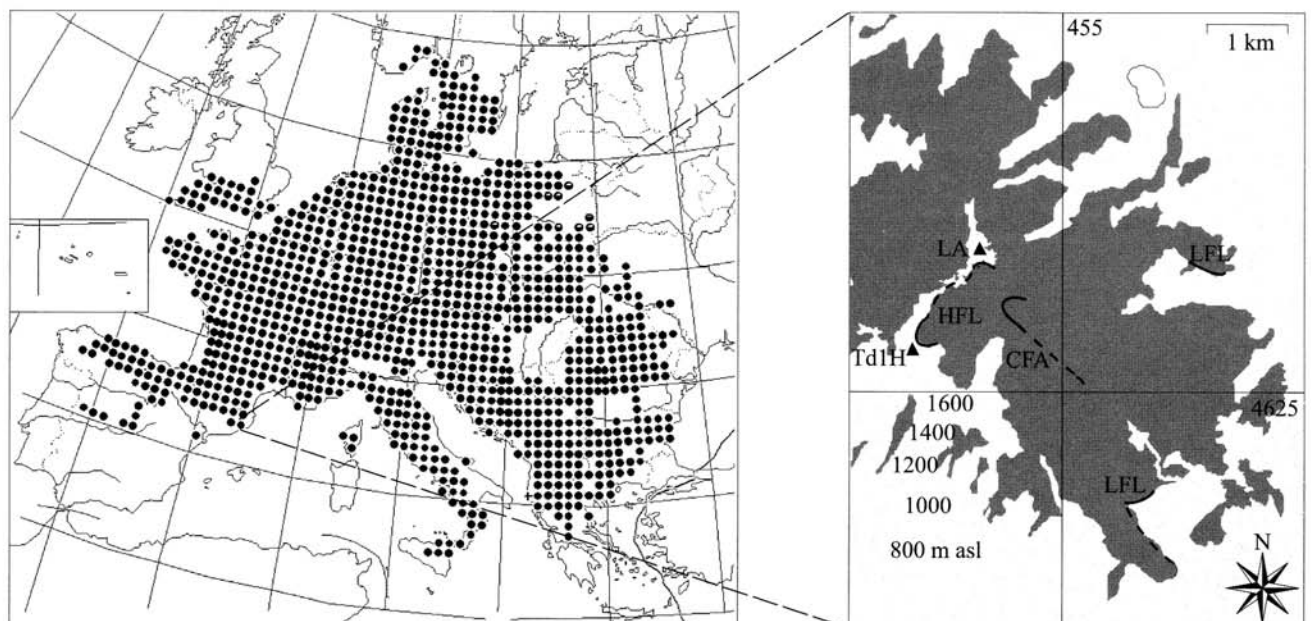 455
1 km
LA
LFL
HFL
Td1H
CFA
4625
1600
1400
1200
LFL
1000
800 m asl
N